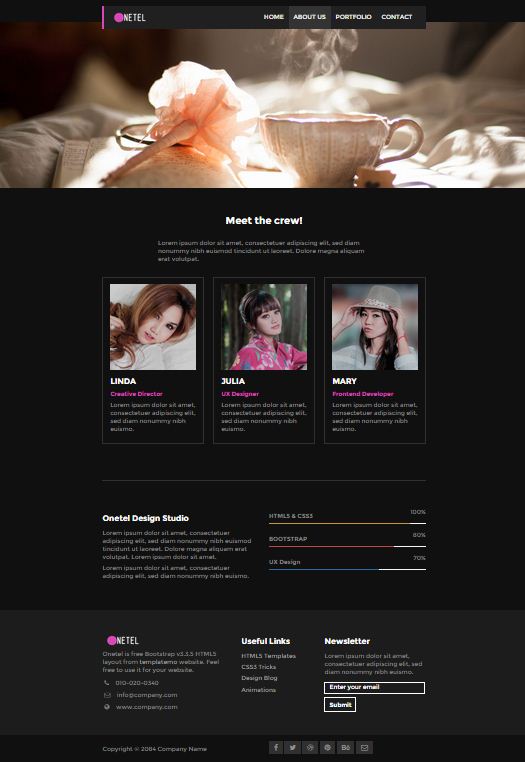 NETEL
HOME ABOUT US PORTFOLIO CONTACT
Meet the crew!
Lorem ipsum dolor sit amet, consectetuer adipiscing elit, sed diam
nonummy nibh euismod tincidunt ut laoreet. Dolore magna aliquam
erat volutpat.
LINDA
Creative Director
Lorem ipsum dolor sit amet,
consectetuer adipiscing elit,
sed diam nonummy nibh
euismo.
JULIA
UX Designer
Lorem ipsum dolor sit amet,
consectetuer adipiscing elit,
sed diam nonummy nibh
euismo.
MARY
Frontend Developer
Lorem ipsum dolor sit amet,
consectetuer adipiscing elit,
sed diam nonummy nibh
euismo.
Onetel Design Studio
Lorem ipsum dolor sit amet, consectetuer
adipiscing elit, sed diam nonummy nibh euismod
tincidunt ut laoreet. Dolore magna aliquam erat
volutpat. Lorem ipsum dolor sit amet.
Lorem ipsum dolor sit amet, consectetuer
adipiscing elit, sed diam nonummy nibh euismo.
HTML5 & CSS3 100%
BOOTSTRAP 80%
UX Design 70%
NETEL
Onetel is free Bootstrap v3.3.5 HTML5
layout from templatemo website. Feel
free to use it for your website.
010-020-0340
info@company.com
www.company.com
Useful Links
HTML5 Templates
CSS3 Tricks
Design Blog
Animations
Newsletter
Lorem ipsum dolor sit amet,
consectetuer adipiscing elit, sed diam
nonummy nibh euismo.
Enter your email
Submit
Copyright © 2084 Company Name